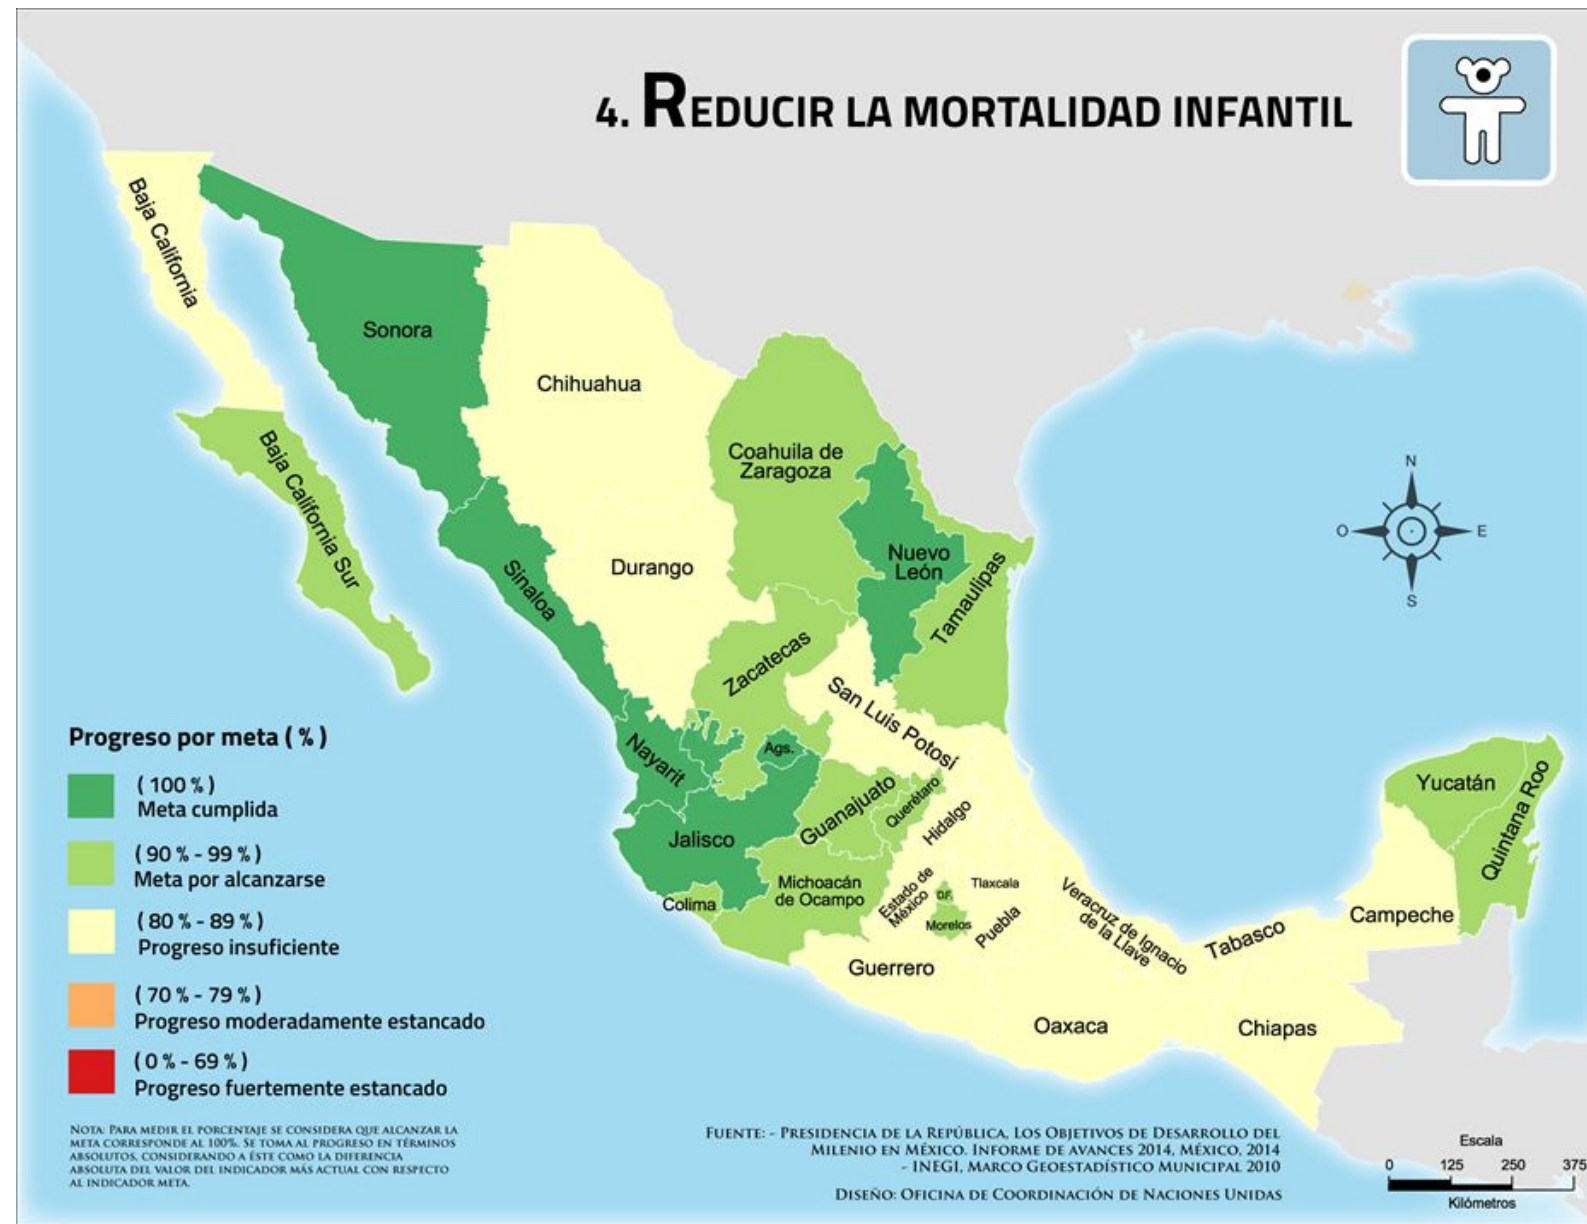 4. REDUCIR LA MORTALIDAD INFANTIL
Baja California
Sonora
Chihuahua
Baja California Sur
Coahuila de
Zaragoza
Nuevo
León
Tamaulipas
Sinaloa
Durango
Zacatecas
San Luis Potosí
Nayarit
Ags.
Jalisco
Guanajuato
Querétaro
Hidalgo
Colima
Michoacán
de Ocampo
Estado de
México
D.F.
Tlaxcala
Morelos
Puebla
Veracruz de Ignacio
de la Llave
Guerrero
Oaxaca
Tabasco
Chiapas
Campeche
Yucatán
Quintana Roo
N
O
E
S
Progreso por meta ( % )
( 100 % )
Meta cumplida
( 90 % - 99 % )
Meta por alcanzarse
( 80 % - 89 % )
Progreso insuficiente
( 70 % - 79 % )
Progreso moderadamente estancado
( 0 % - 69 % )
Progreso fuertemente estancado
NOTA: PARA MEDIR EL PORCENTAJE SE CONSIDERA QUE ALCANZAR LA
META CORRESPONDE AL 100%. SE TOMA AL PROGRESO EN TÉRMINOS
ABSOLUTOS, CONSIDERANDO A ÉSTE COMO LA DIFERENCIA
ABSOLUTA DEL VALOR DEL INDICADOR MÁS ACTUAL CON RESPECTO
AL INDICADOR META.
FUENTE: - PRESIDENCIA DE LA REPÚBLICA, LOS OBJETIVOS DE DESARROLLO DEL
MILENIO EN MÉXICO. INFORME DE AVANCES 2014, MÉXICO, 2014
- INEGI, MARCO GEOESTADÍSTICO MUNICIPAL 2010
DISEÑO: OFICINA DE COORDINACIÓN DE NACIONES UNIDAS
Escala
0 125 250 375
Kilómetros